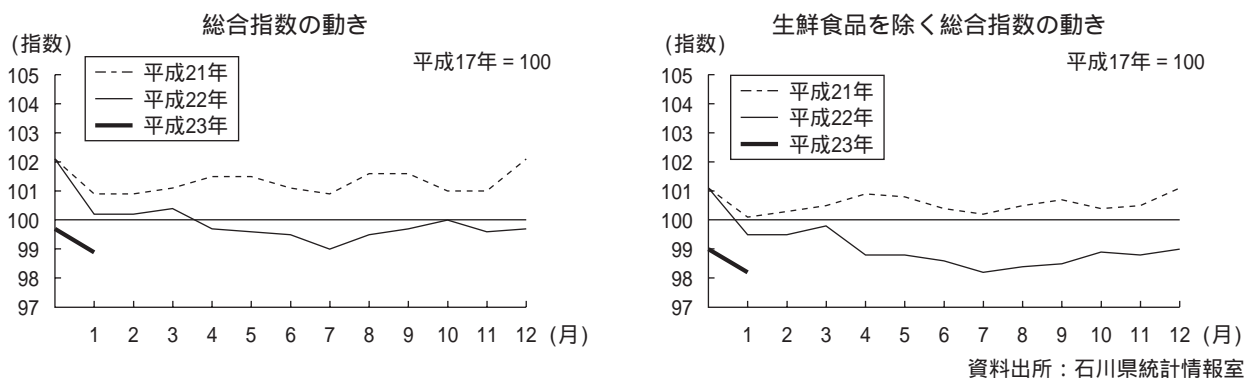 総合指数の動き
(指数)
平成17年 = 100
105
104
103
102
101
100
99
98
97
平成21年
平成22年
平成23年
1 2 3 4 5 6 7 8 9 10 11 12 (月)
生鮮食品を除く総合指数の動き
(指数)
平成17年 = 100
105
104
103
102
101
100
99
98
97
平成21年
平成22年
平成23年
1 2 3 4 5 6 7 8 9 10 11 12 (月)
資料出所：石川県統計情報室